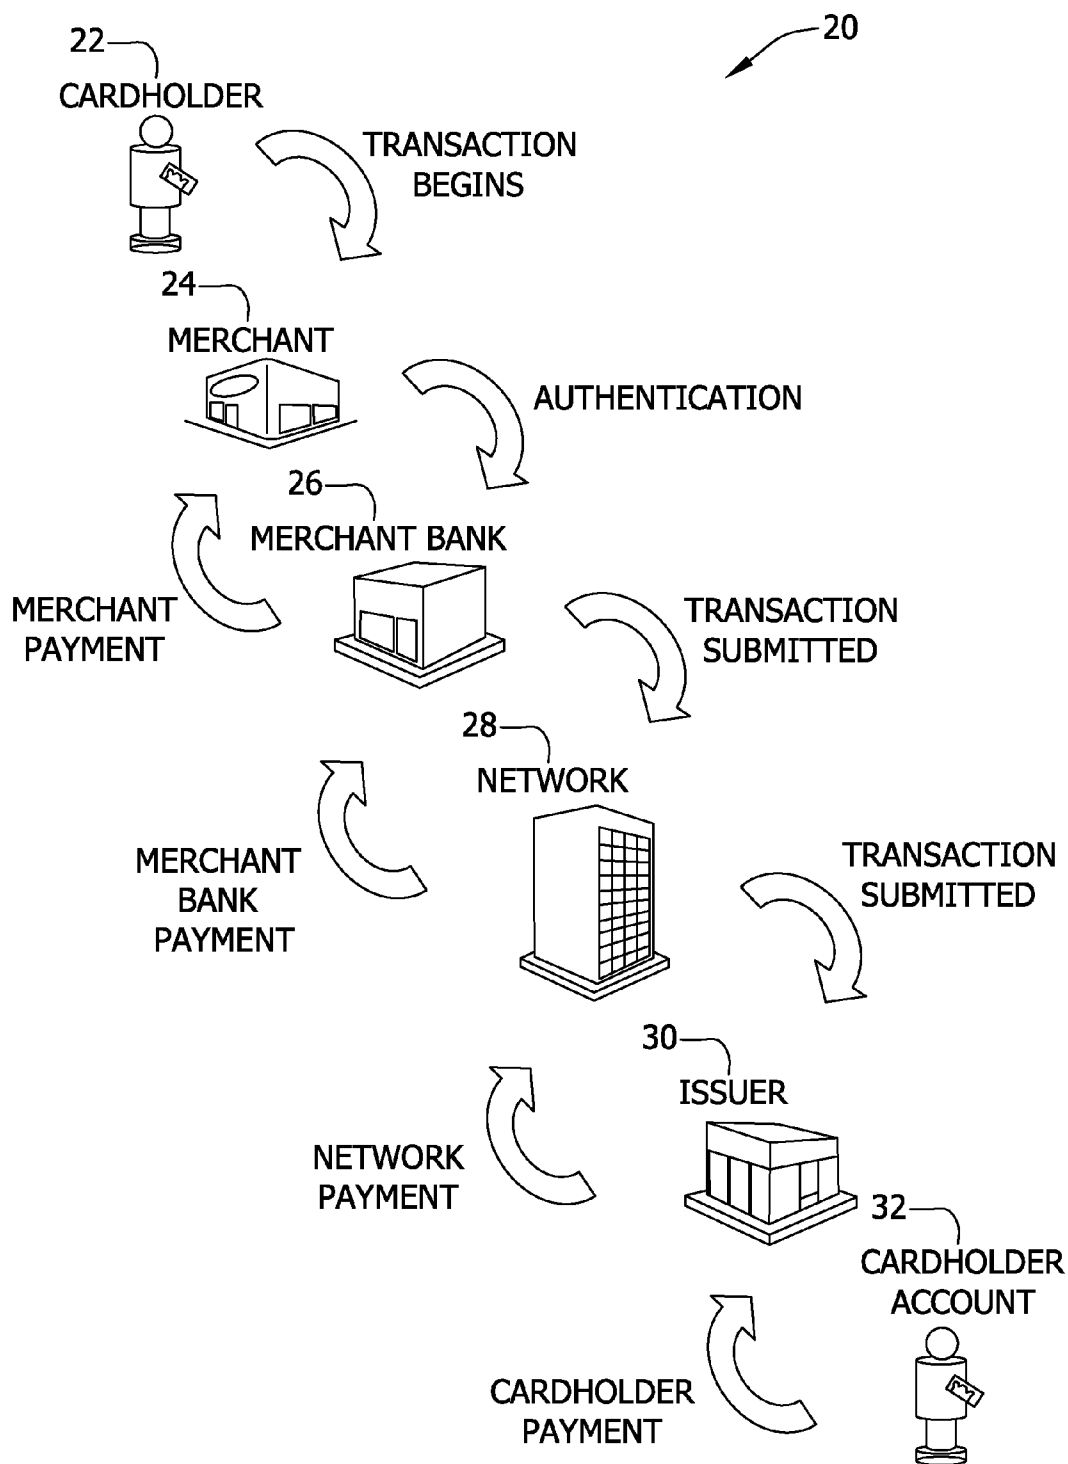 20
22
CARDHOLDER
TRANSACTION
BEGINS
24
MERCHANT
AUTHENTICATION
26
MERCHANT BANK
MERCHANT
PAYMENT
TRANSACTION
SUBMITTED
28
NETWORK
MERCHANT
BANK
PAYMENT
TRANSACTION
SUBMITTED
30
ISSUER
NETWORK
PAYMENT
32
CARDHOLDER
ACCOUNT
CARDHOLDER
PAYMENT